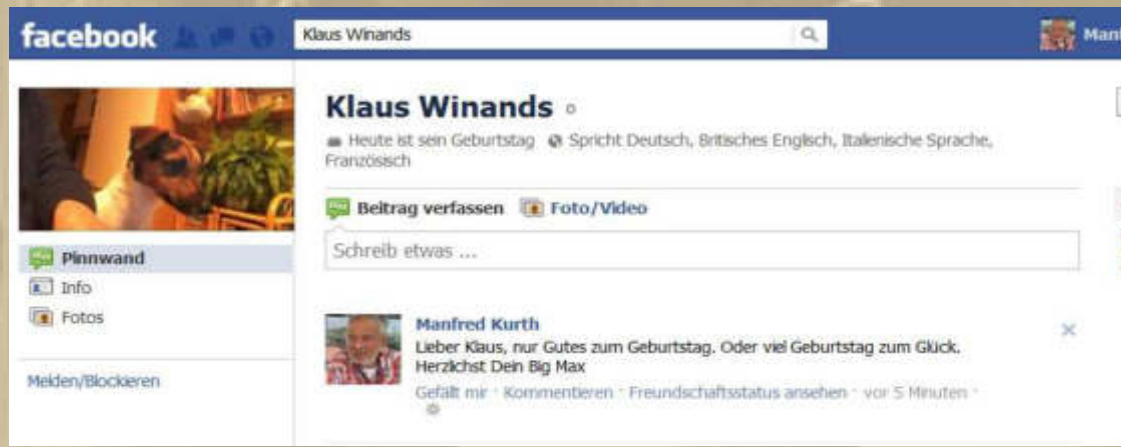 facebook
Klaus Winands
Manf
Klaus Winands
Heute ist sein Geburtstag Spricht Deutsch, Britisches Englisch, Italienische Sprache,
Französisch
Beitrag verfassen Foto/Video
Schreib etwas ...
Pinnwand
Info
Fotos
Melden/Blockieren
Manfred Kurth
Lieber Klaus, nur Gutes zum Geburtstag. Oder viel Geburtstag zum Glück.
Herzlichst Dein Big Max
Gefällt mir · Kommentieren · Freundschaftsstatus ansehen · vor 5 Minuten ·